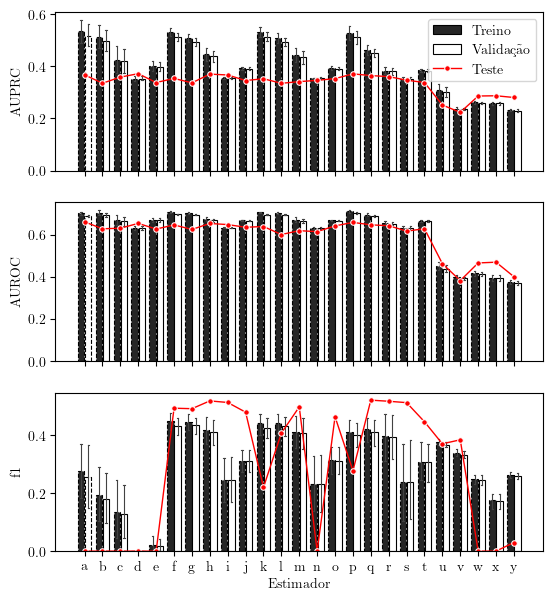 0.6
0.4
0.2
0.0
AUPRC
Treino
Validação
Teste
0.6
0.4
0.2
0.0
AUROC
0.4
0.2
0.0
f1
a b c d e f g h i j k l m n o p q r s t u v w x y
Estimador